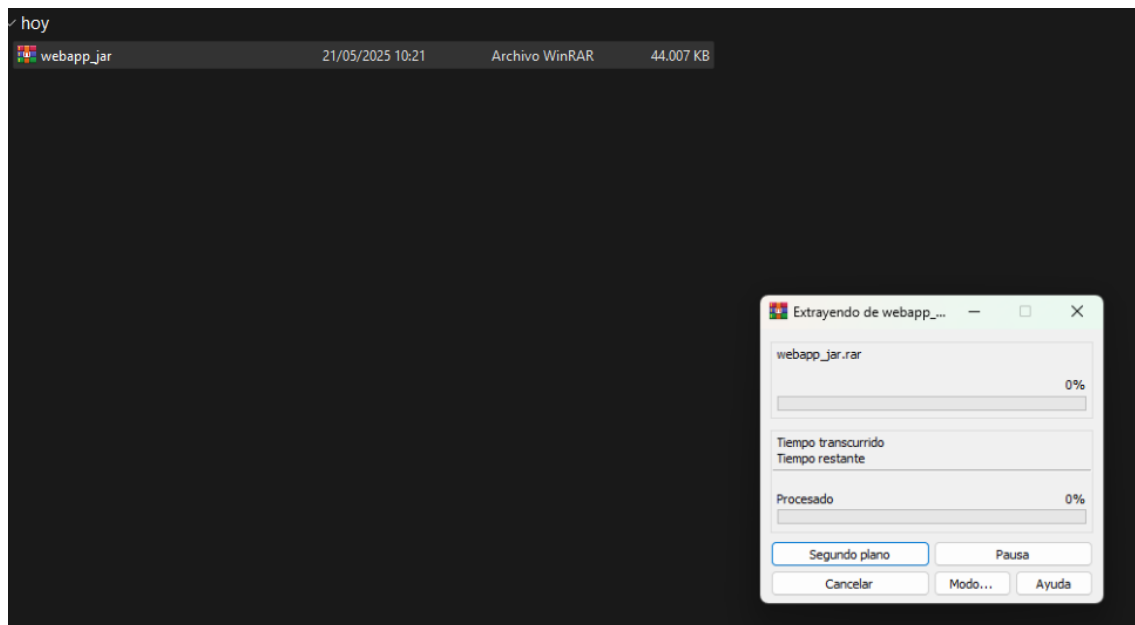 hoy
webapp_jar 21/05/2025 10:21 Archivo WinRAR 44.007 KB
Extrayendo de webapp_...
webapp_jar.rar
0%
Tiempo transcurrido
Tiempo restante
Procesado 0%
Segundo plano Pausa
Cancelar Modo... Ayuda